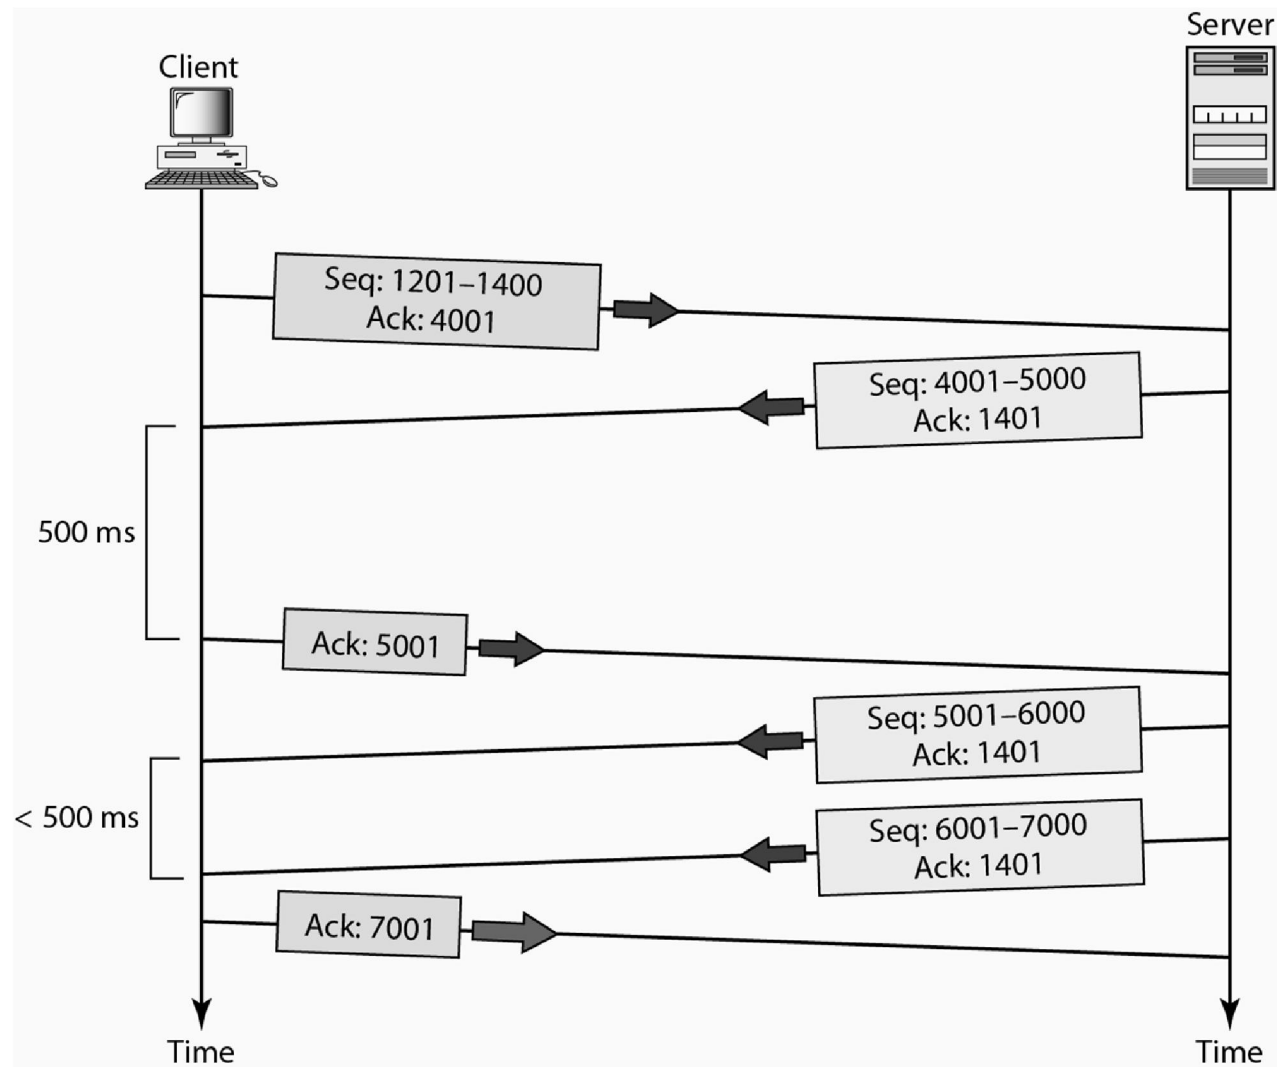 Server
Client
Seq: 1201–1400
Ack: 4001
Seq: 4001–5000
Ack: 1401
500 ms
Ack: 5001
Seq: 5001–6000
Ack: 1401
< 500 ms
Seq: 6001–7000
Ack: 1401
Ack: 7001
Time
Time